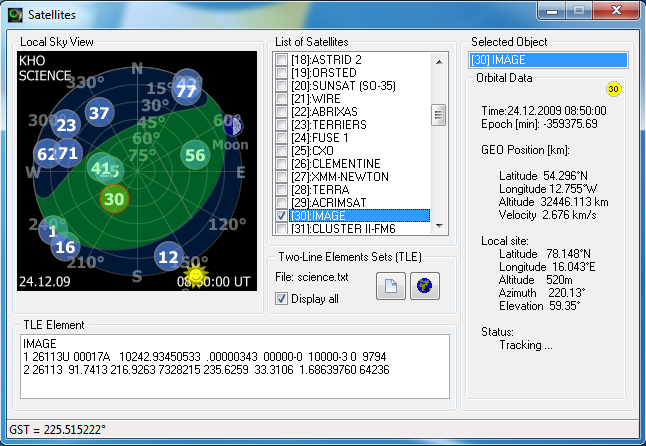 Satellites
Local Sky View
KHO
SCIENCE
24.12.09
08:50:00 UT
N
S
W
E
300°
330°
30°
60°
120°
150°
210°
240°
15°
30°
45°
60°
75°
Moon
77
37
23
62
71
41
56
30
1
16
12
List of Satellites
[18]:ASTRID 2
[19]:ORSTED
[20]:SUNSAT (SO-35)
[21]:WIRE
[22]:ABRIXAS
[23]:TERRIERS
[24]:FUSE 1
[25]:CXO
[26]:CLEMENTINE
[27]:XMM-NEWTON
[28]:TERRA
[29]:ACRIMSAT
[30]:IMAGE
[31]:CLUSTER II-FM6
Two-Line Elements Sets (TLE)
File: science.txt
Display all
Selected Object
[30] IMAGE
Orbital Data
30
Time:24.12.2009 08:50:00
Epoch [min]: -359375.69
GEO Position [km]:
Latitude 54.296°N
Longitude 12.755°W
Altitude 32446.113 km
Velocity 2.676 km/s
Local site:
Latitude 78.148°N
Longitude 16.043°E
Altitude 520m
Azimuth 220.13°
Elevation 59.35°
Status:
Tracking ...
TLE Element
IMAGE
1 26113U 00017A 10242.93450533 .00000343 00000-0 10000-3 0 9794
2 26113 91.7413 216.9263 7328215 235.6259 33.3106 1.68639760 64236
GST = 225.515222°